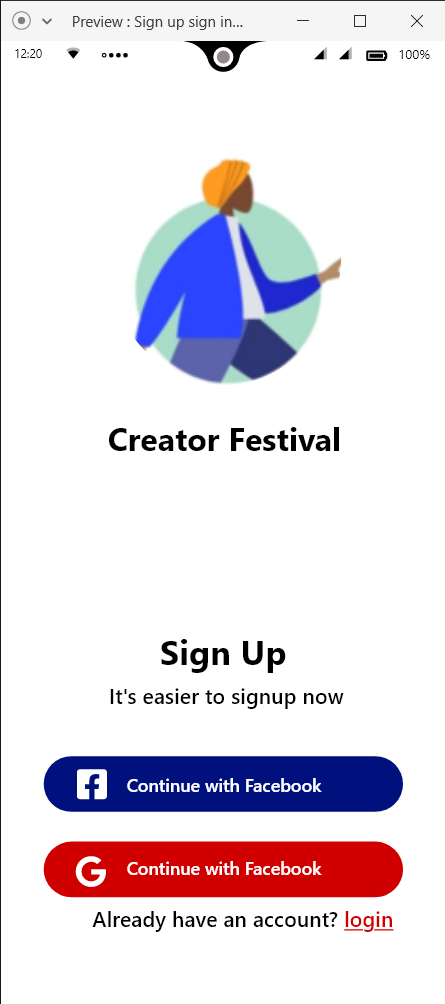 Preview : Sign up sign in...
12:20
100%
Creator Festival
Sign Up
It's easier to signup now
Continue with Facebook
G Continue with Facebook
Already have an account? login